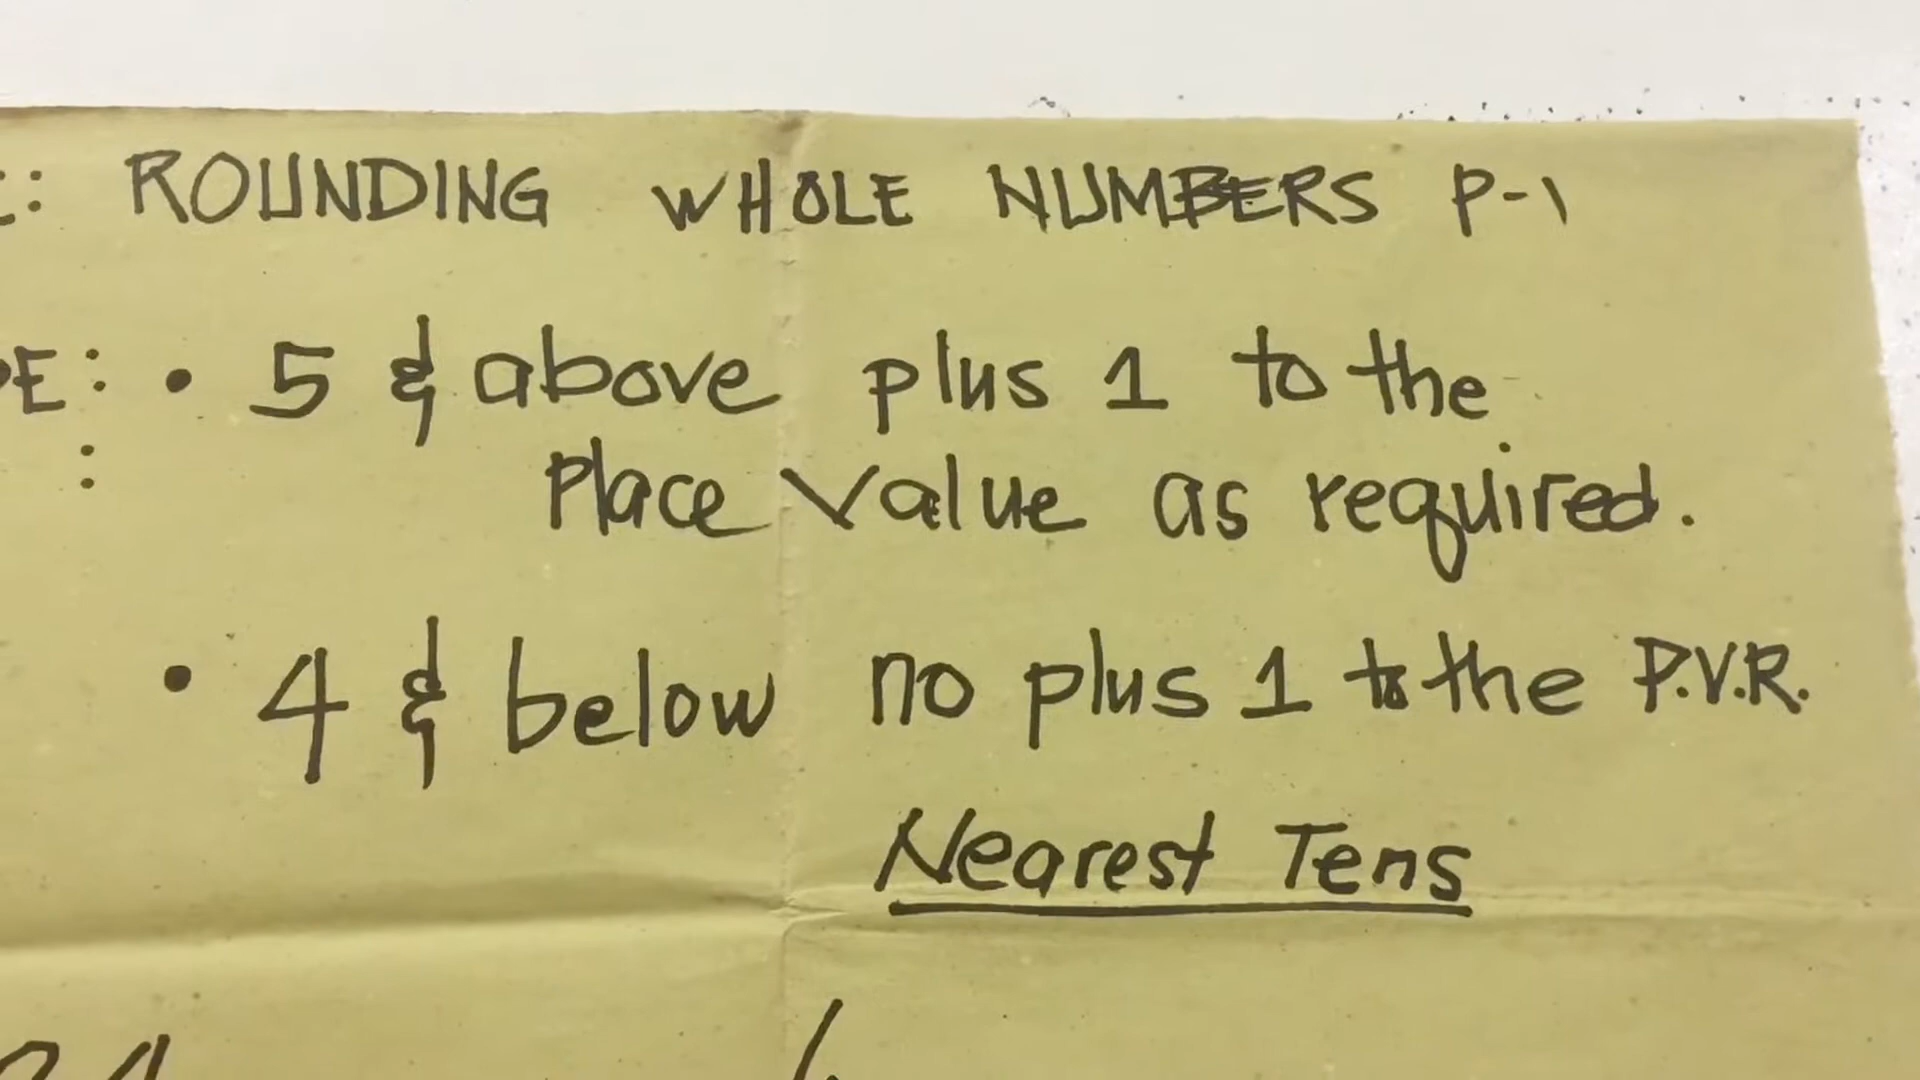 : ROUNDING WHOLE NUMBERS P-1
E: • 5 & above plus 1 to the
: Place Value as required.
• 4 & below no plus 1 to the P.V.R.
Nearest Tens